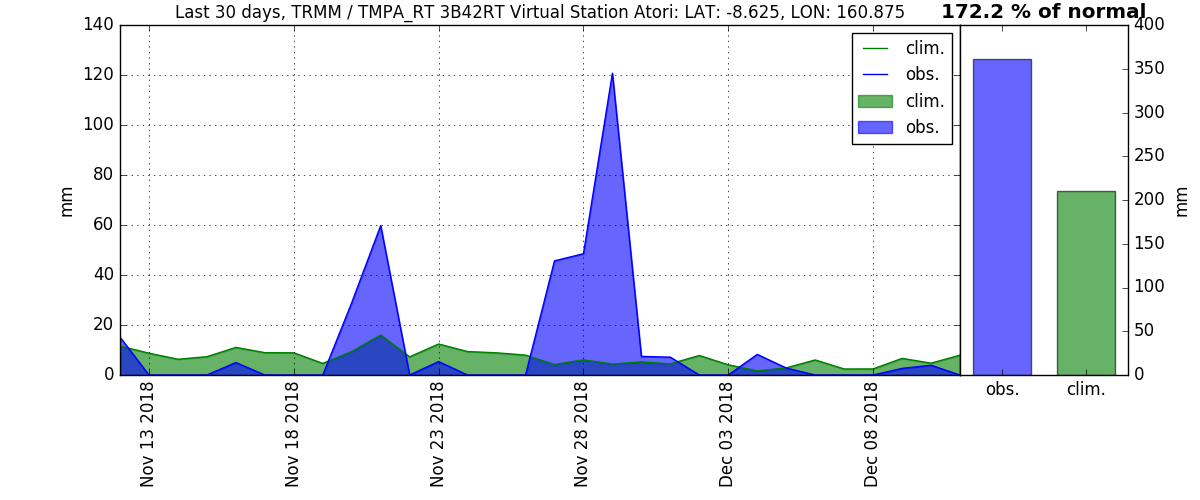 Last 30 days, TRMM / TMPA_RT 3B42RT Virtual Station Atori: LAT: -8.625, LON: 160.875
172.2 % of normal
140
120
100
80
60
40
20
0
mm
clim.
obs.
clim.
obs.
400
350
300
250
200
150
100
50
0
mm
Nov 13 2018
Nov 18 2018
Nov 23 2018
Nov 28 2018
Dec 03 2018
Dec 08 2018
obs.
clim.